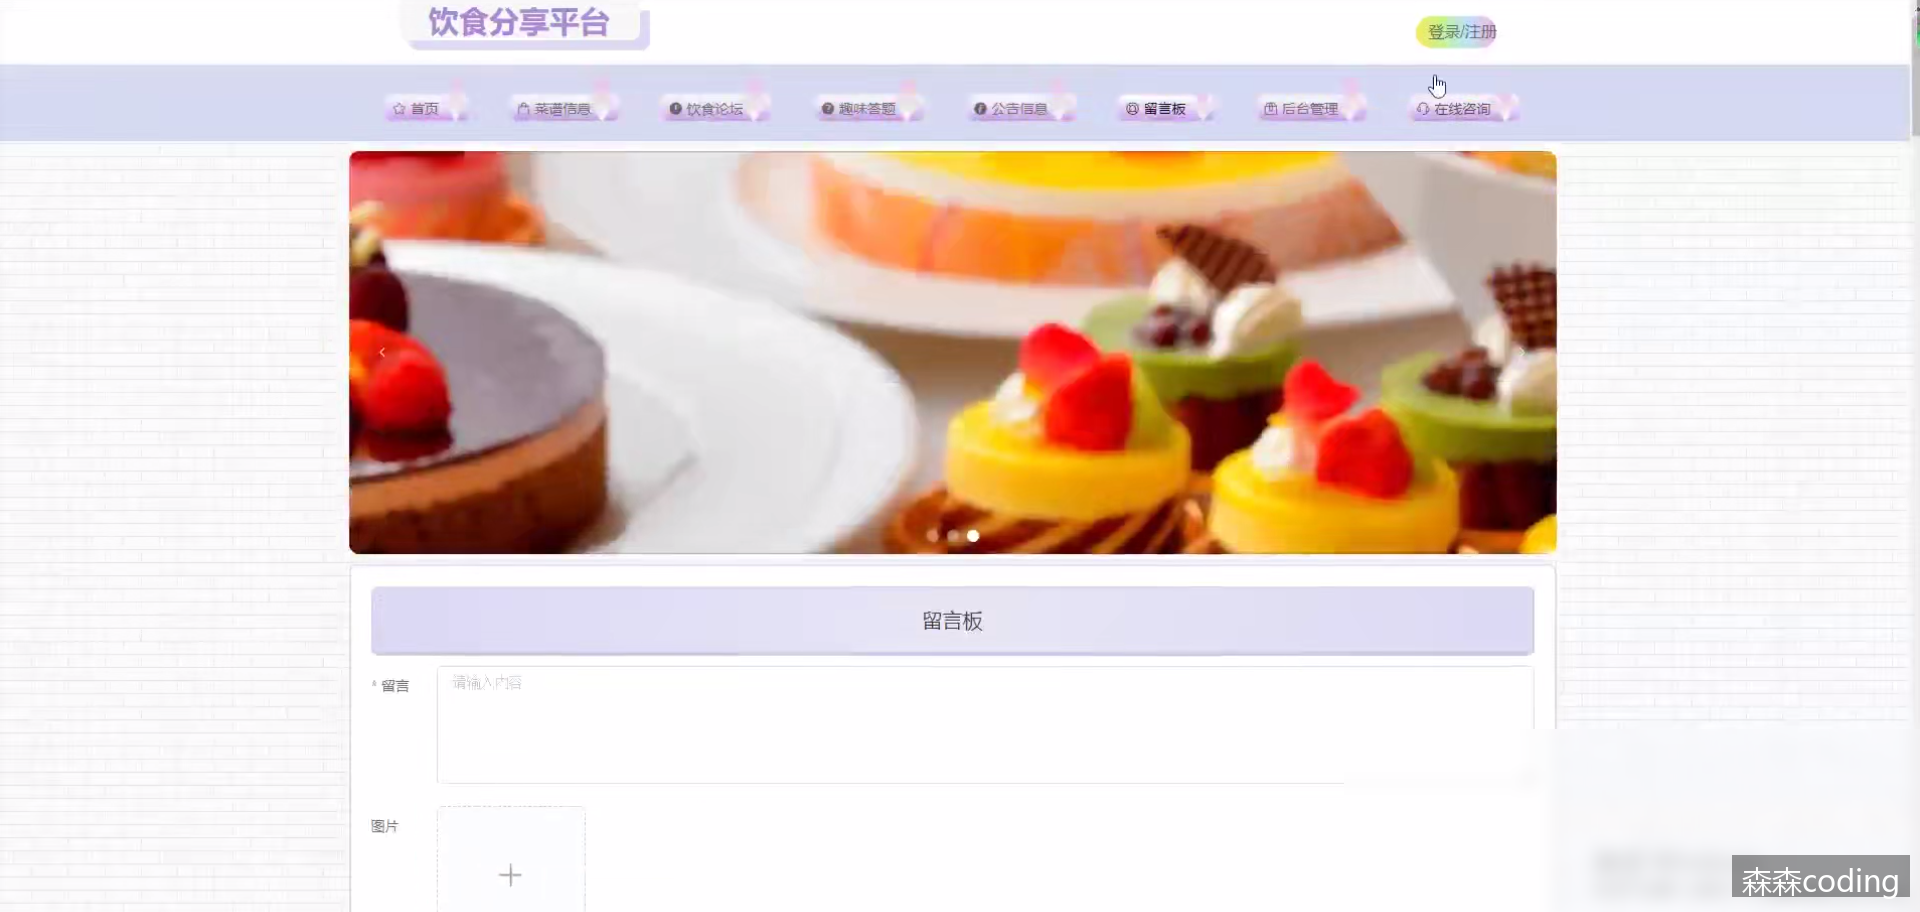 饮食分享平台
登录/注册
首页 菜谱信息 饮食论坛 趣味答题 公告信息 留言板 后台管理 在线咨询
留言板
* 留言
请输入内容
图片
森森coding